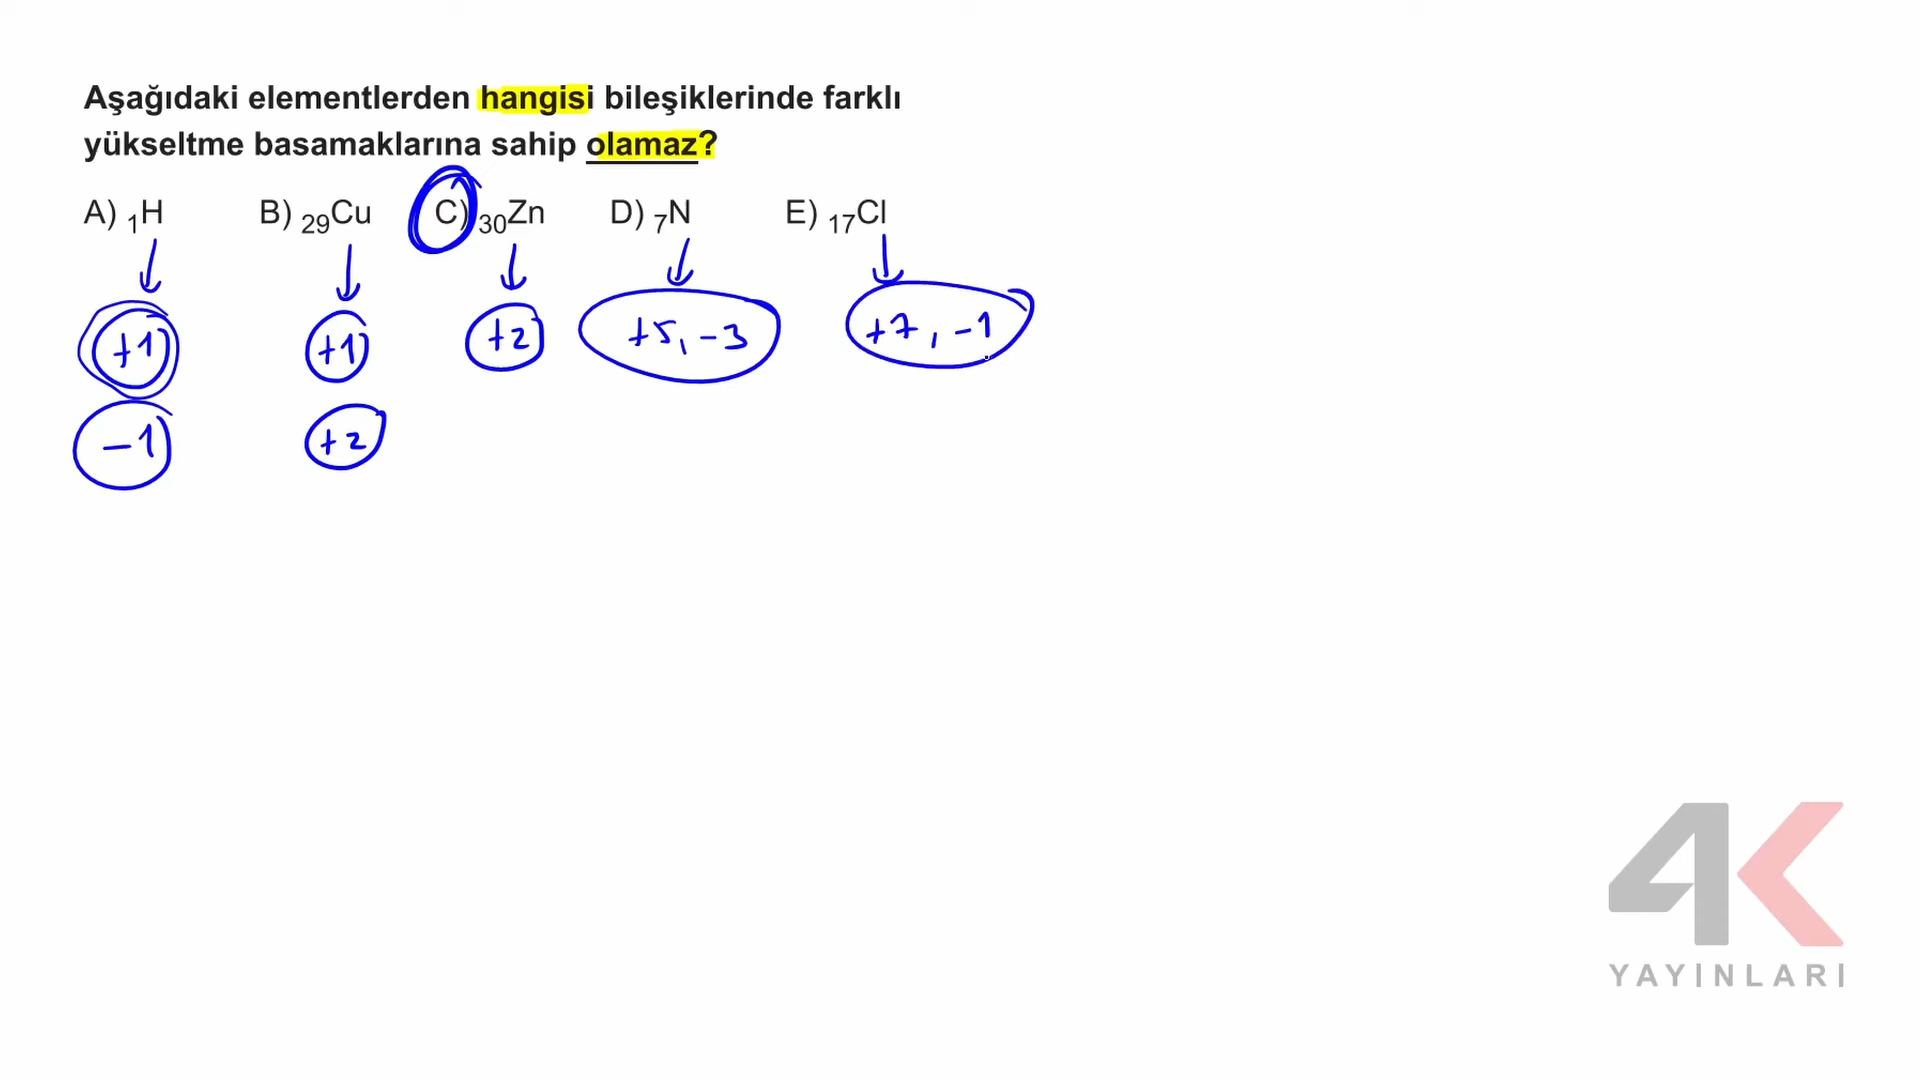 Aşağıdaki elementlerden hangisi bileşiklerinde farklı
yükseltme basamaklarına sahip olamaz?
A) ₁H B) ₂₉Cu C) ₃₀Zn D) ₇N E) ₁₇Cl
+1 +1 +2 +5, -3 +7, -1
-1 +2
4K
YAYINLARI